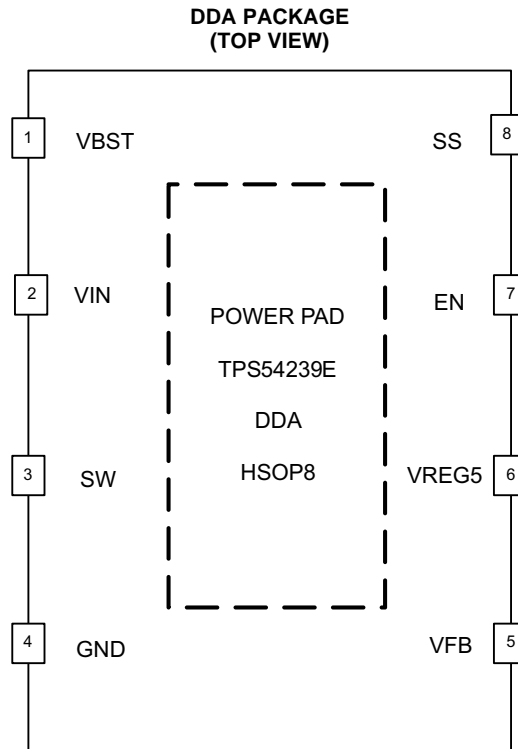 DDA PACKAGE
(TOP VIEW)
1 VBST SS 8
2 VIN EN 7
POWER PAD
TPS54239E
DDA
HSOP8
3 SW VREG5 6
4 GND VFB 5